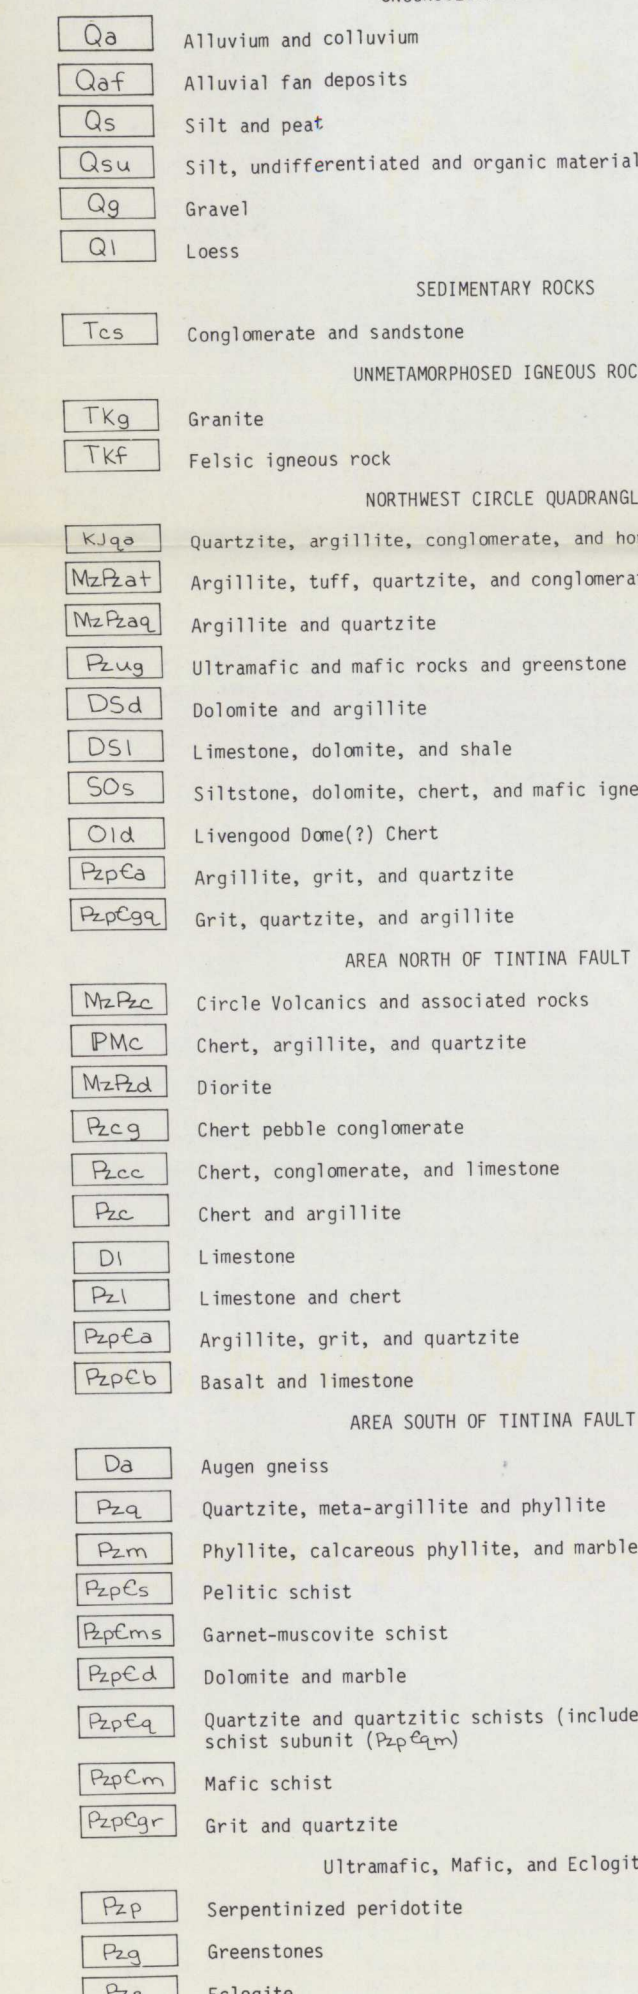 Qa Alluvium and colluvium
Qaf Alluvial fan deposits
Qs Silt and peat
Qsu Silt, undifferentiated and organic material
Qg Gravel
Ql Loess
SEDIMENTARY ROCKS
Tcs Conglomerate and sandstone
UNMETAMORPHOSED IGNEOUS ROC
TKg Granite
TKf Felsic igneous rock
NORTHWEST CIRCLE QUADRANGL
KJqa Quartzite, argillite, conglomerate, and ho
MzPzat Argillite, tuff, quartzite, and conglomera
MzPzaq Argillite and quartzite
Pzug Ultramafic and mafic rocks and greenstone
DSd Dolomite and argillite
DSl Limestone, dolomite, and shale
SOs Siltstone, dolomite, chert, and mafic igne
Old Livengood Dome(?) Chert
Pzp€a Argillite, grit, and quartzite
Pzp€gq Grit, quartzite, and argillite
AREA NORTH OF TINTINA FAULT
MzPzc Circle Volcanics and associated rocks
PMc Chert, argillite, and quartzite
MzPzd Diorite
Pzcg Chert pebble conglomerate
Pzcc Chert, conglomerate, and limestone
Pzc Chert and argillite
Dl Limestone
Pzl Limestone and chert
Pzp€a Argillite, grit, and quartzite
Pzp€b Basalt and limestone
AREA SOUTH OF TINTINA FAULT
Da Augen gneiss
Pzq Quartzite, meta-argillite and phyllite
Pzm Phyllite, calcareous phyllite, and marble
Pzp€s Pelitic schist
Pzp€ms Garnet-muscovite schist
Pzp€d Dolomite and marble
Pzp€q Quartzite and quartzitic schists (include
schist subunit (Pzp€qm)
Pzp€m Mafic schist
Pzp€gr Grit and quartzite
Ultramafic, Mafic, and Eclogit
Pzp Serpentinized peridotite
Pzg Greenstones
Eclogite